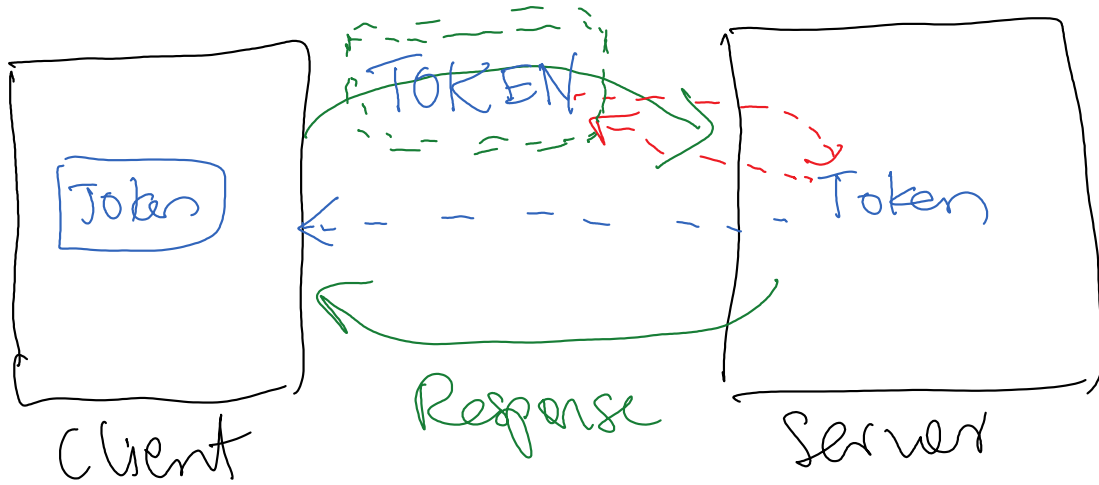 TOKEN
Token
Token
Response
Client
Server